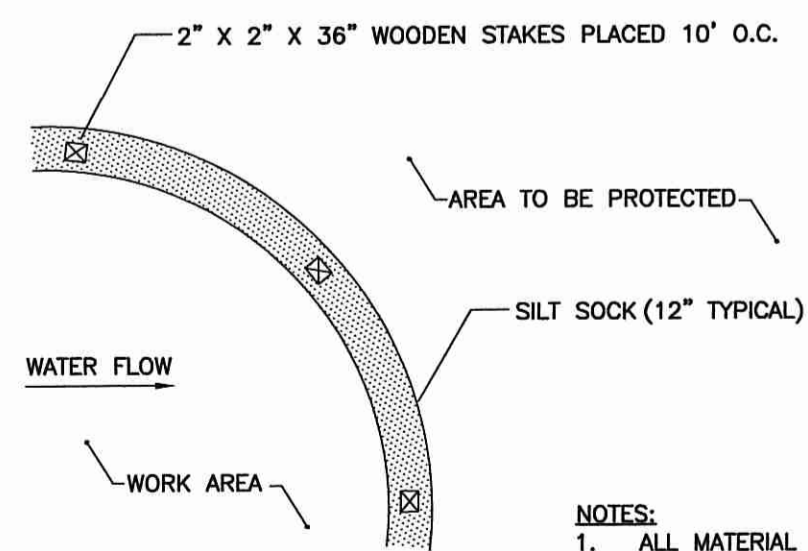 2" X 2" X 36" WOODEN STAKES PLACED 10' O.C.
AREA TO BE PROTECTED
SILT SOCK (12" TYPICAL)
WATER FLOW
WORK AREA
NOTES:
1. ALL MATERIAL